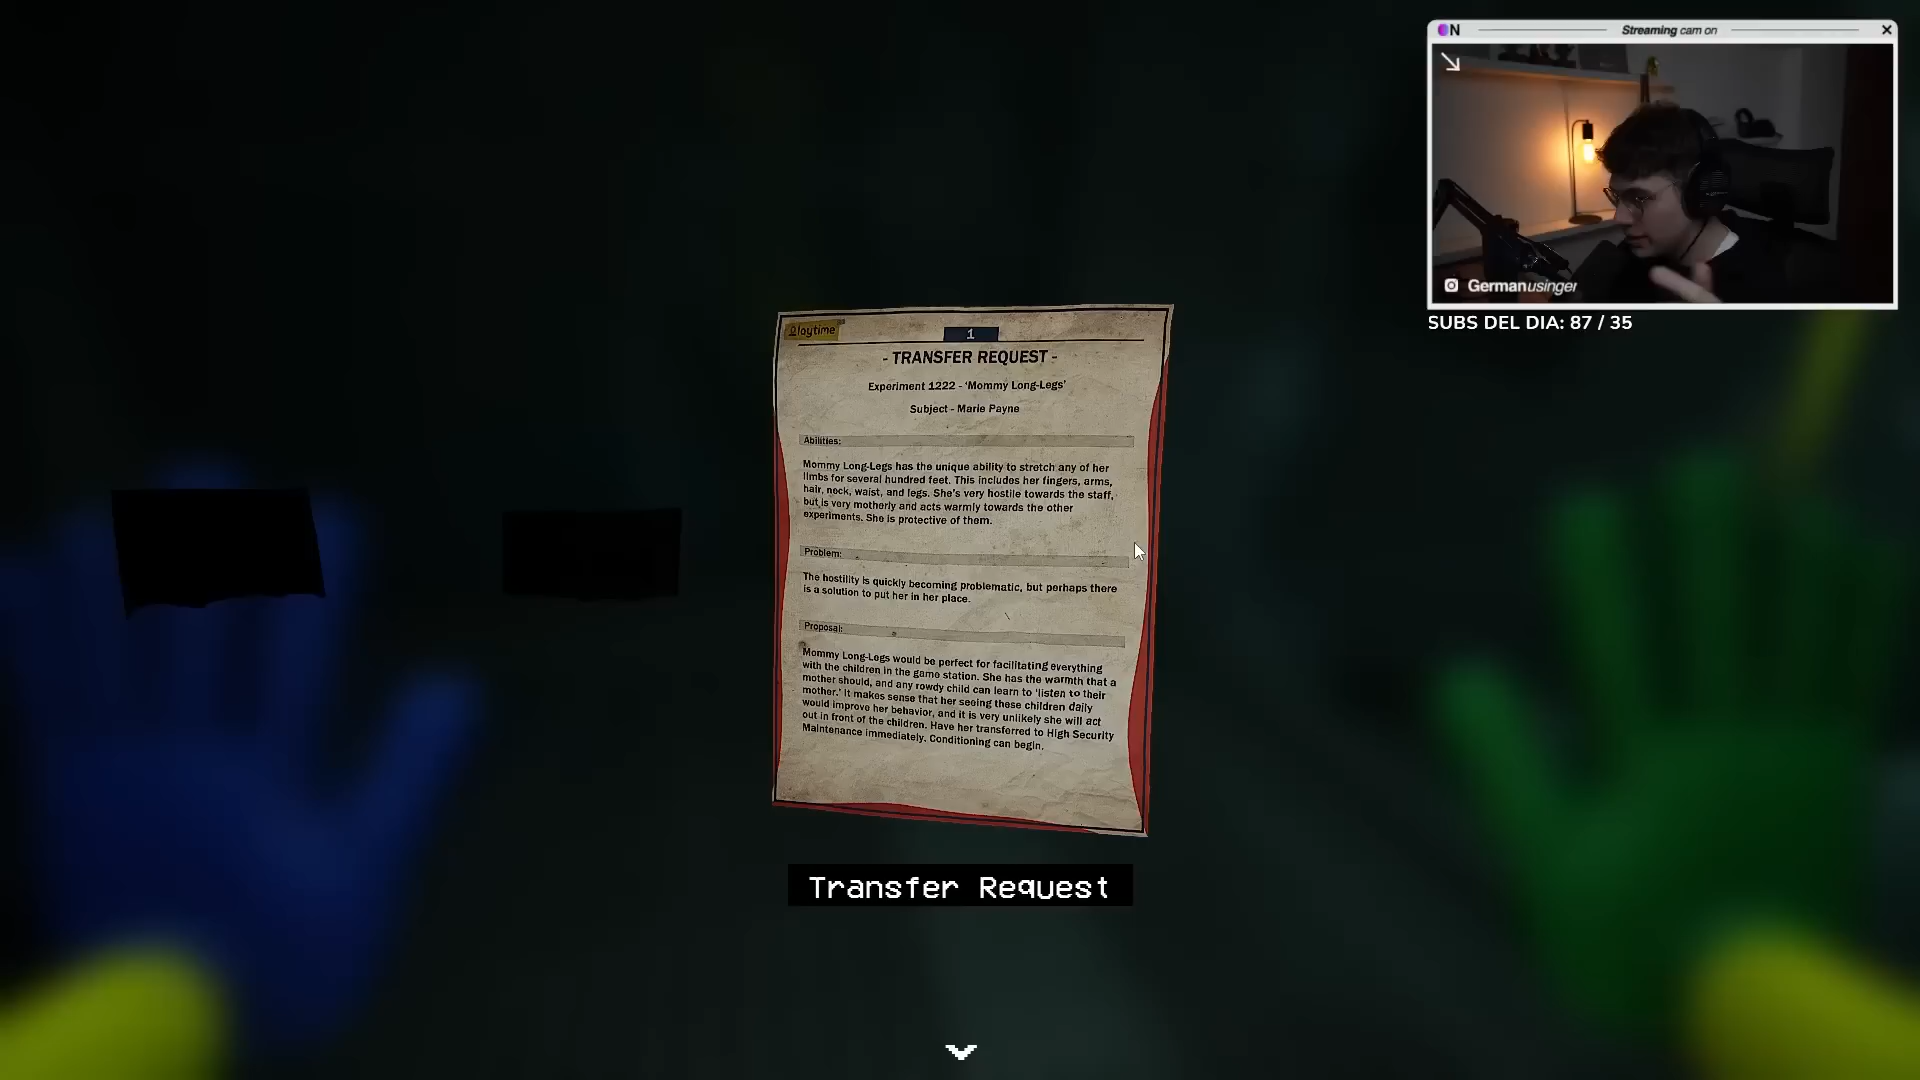 N
Streaming cam on
Germanusinger
SUBS DEL DIA: 87 / 35
Playtime
1
- TRANSFER REQUEST -
Experiment 1222 - 'Mommy Long-Legs'
Subject - Marie Payne
Abilities:
Mommy Long-Legs has the unique ability to stretch any of her
limbs for several hundred feet. This includes her fingers, arms,
hair, neck, waist, and legs. She's very hostile towards the staff,
but is very motherly and acts warmly towards the other
experiments. She is protective of them.
Problem:
The hostility is quickly becoming problematic, but perhaps there
is a solution to put her in her place.
Proposal:
Mommy Long-Legs would be perfect for facilitating everything
with the children in the game station. She has the warmth that a
mother should, and any rowdy child can learn to 'listen to their
mother.' It makes sense that her seeing these children daily
would improve her behavior, and it is very unlikely she will act
out in front of the children. Have her transferred to High Security
Maintenance immediately. Conditioning can begin.
Transfer Request